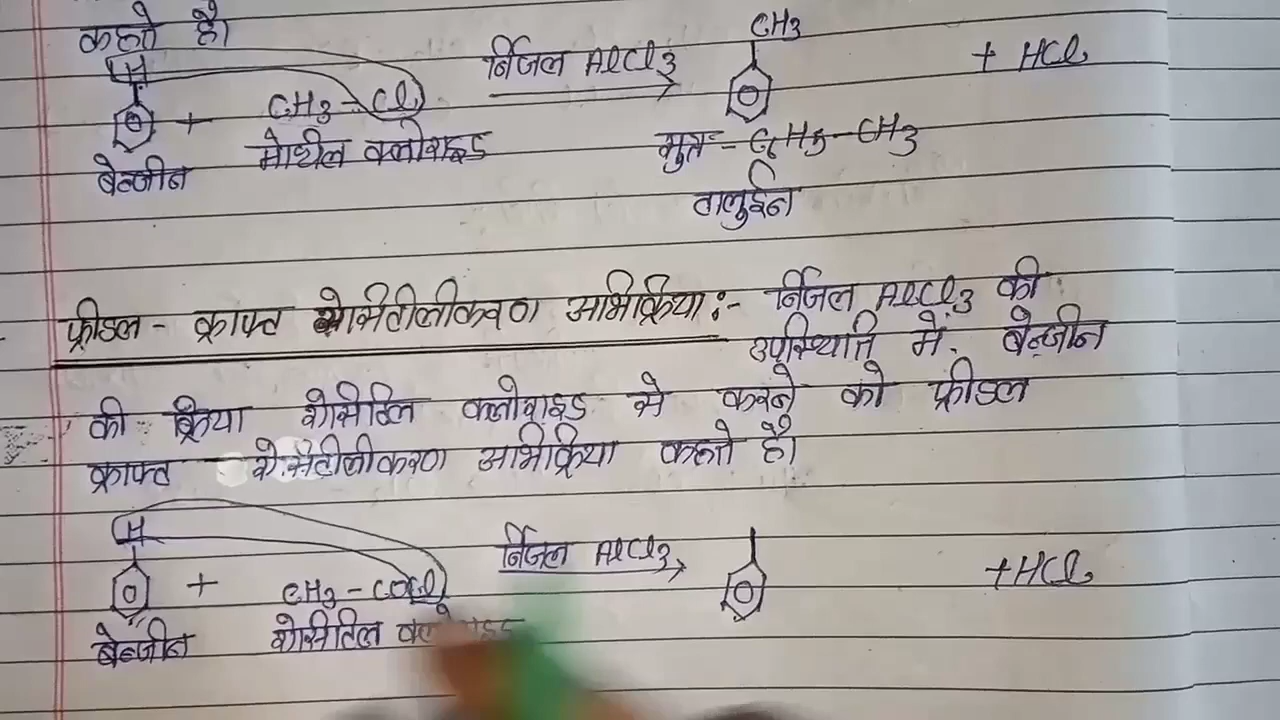 कहते है।
H CH3
+ CH3 - Cl निर्जल AlCl3 + HCl
बेन्जीन मेथील क्लोराइड सुत्र - C6H5 - CH3
टालुईन
फ्रीडल - क्राफ्ट ऐसिटीलीकरण अभिक्रिया :- निर्जल AlCl3 की
उपस्थिति में बेन्जीन
की क्रिया ऐसिटिल क्लोराइड से करने को फ्रीडल
क्राफ्ट ऐसिटीलीकरण अभिक्रिया कहते है।
H
+ CH3 - COCl निर्जल AlCl3 + HCl
बेन्जीन ऐसिटिल